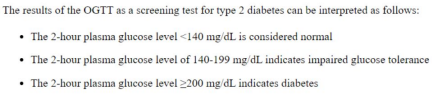 The results of the OGTT as a screening test for type 2 diabetes can be interpreted as follows:
• The 2-hour plasma glucose level <140 mg/dL is considered normal
• The 2-hour plasma glucose level of 140-199 mg/dL indicates impaired glucose tolerance
• The 2-hour plasma glucose level ≥200 mg/dL indicates diabetes